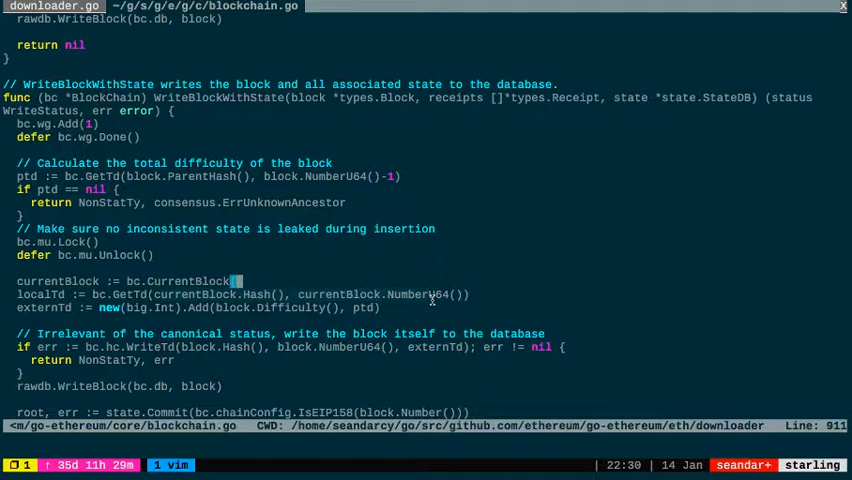 downloader.go  ~/g/s/g/e/g/c/blockchain.go X
  rawdb.WriteBlock(bc.db, block)
  return nil
}
// WriteBlockWithState writes the block and all associated state to the database.
func (bc *BlockChain) WriteBlockWithState(block *types.Block, receipts []*types.Receipt, state *state.StateDB) (status
WriteStatus, err error) {
  bc.wg.Add(1)
  defer bc.wg.Done()
  // Calculate the total difficulty of the block
  ptd := bc.GetTd(block.ParentHash(), block.NumberU64()-1)
  if ptd == nil {
    return NonStatTy, consensus.ErrUnknownAncestor
  }
  // Make sure no inconsistent state is leaked during insertion
  bc.mu.Lock()
  defer bc.mu.Unlock()
  currentBlock := bc.CurrentBlock()
  localTd := bc.GetTd(currentBlock.Hash(), currentBlock.NumberU64())
  externTd := new(big.Int).Add(block.Difficulty(), ptd)
  // Irrelevant of the canonical status, write the block itself to the database
  if err := bc.hc.WriteTd(block.Hash(), block.NumberU64(), externTd); err != nil {
    return NonStatTy, err
  }
  rawdb.WriteBlock(bc.db, block)
  root, err := state.Commit(bc.chainConfig.IsEIP158(block.Number()))
<m/go-ethereum/core/blockchain.go  CWD: /home/seandarcy/go/src/github.com/ethereum/go-ethereum/eth/downloader  Line: 911
1 ↑ 35d 11h 29m 1 vim | 22:30 | 14 Jan seandar+ starling